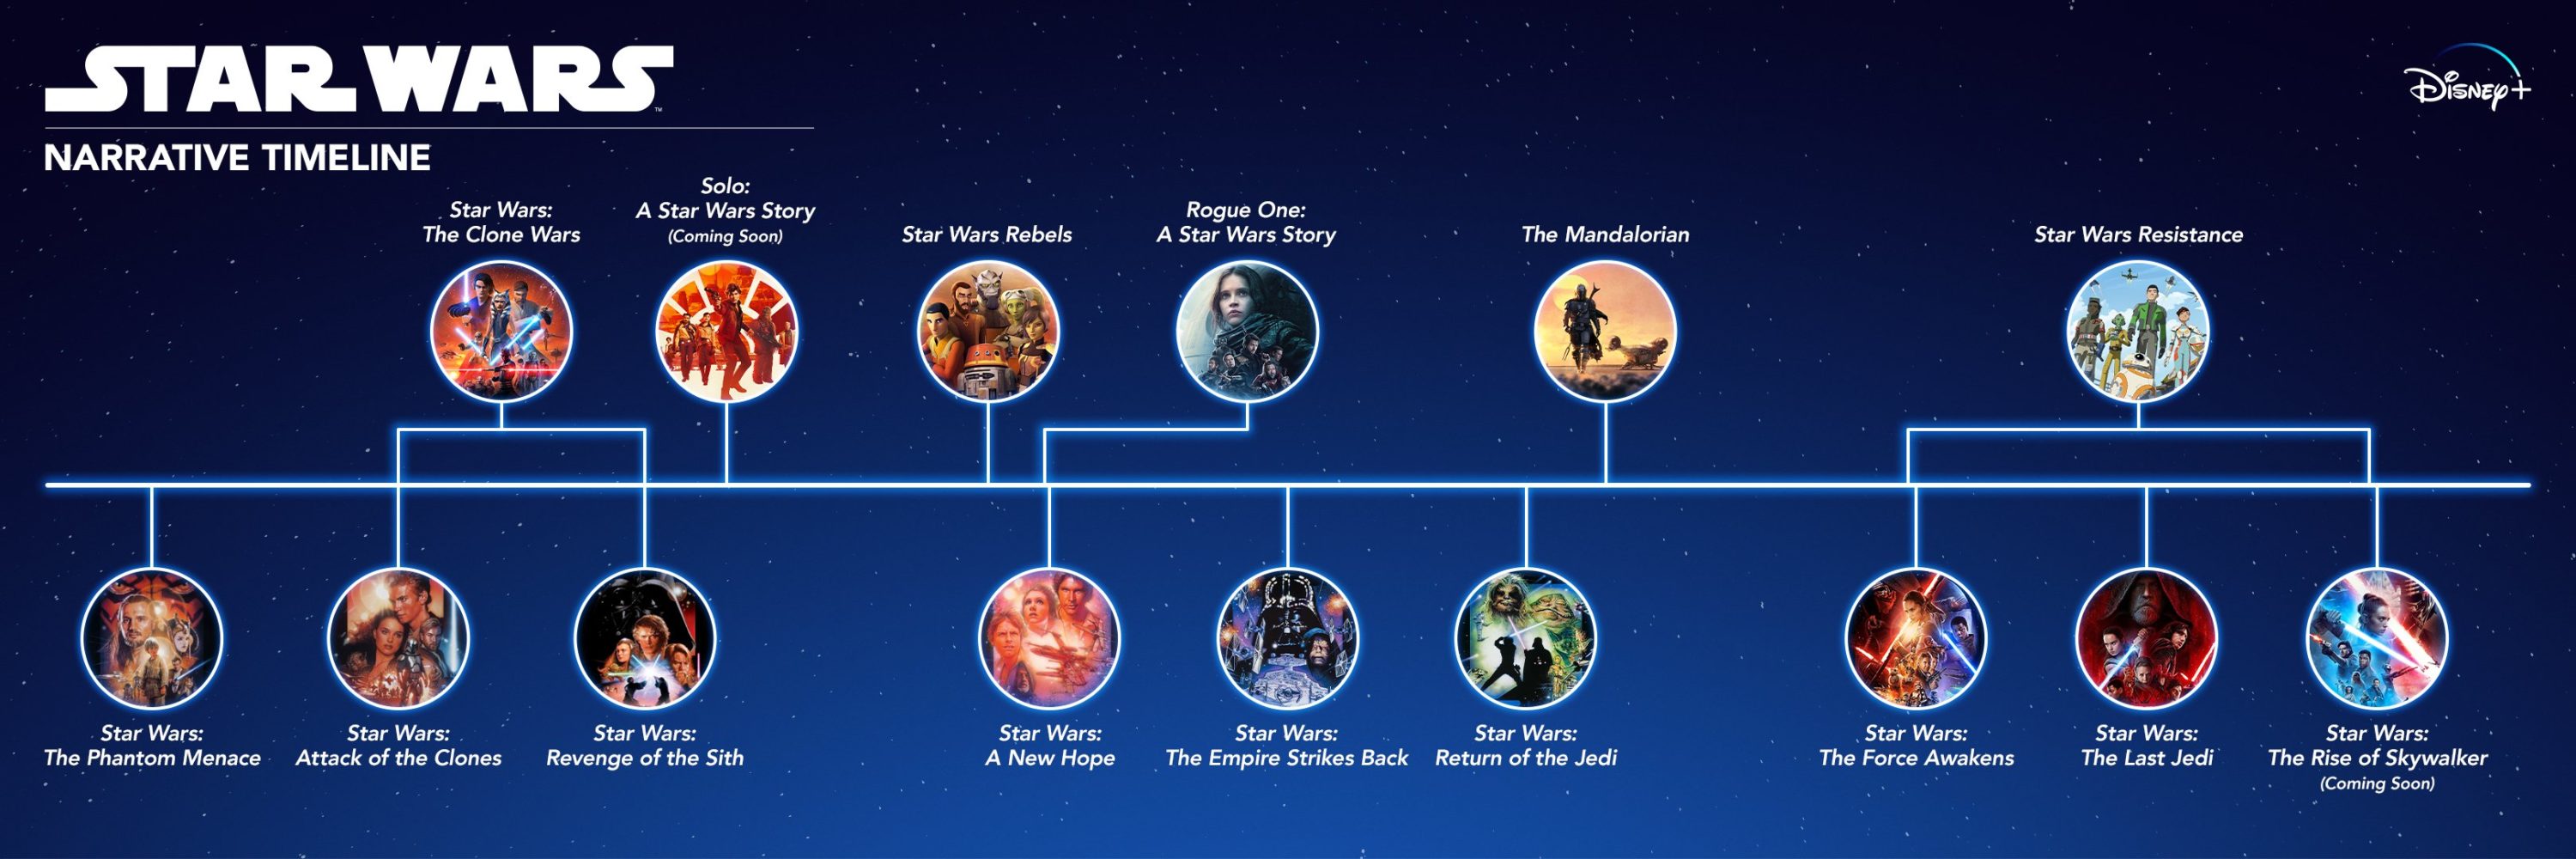 STAR WARS
™
Disney+
NARRATIVE TIMELINE
Star Wars:
The Clone Wars
Solo:
A Star Wars Story
(Coming Soon)
Star Wars Rebels
Rogue One:
A Star Wars Story
The Mandalorian
Star Wars Resistance
Star Wars:
The Phantom Menace
Star Wars:
Attack of the Clones
Star Wars:
Revenge of the Sith
Star Wars:
A New Hope
Star Wars:
The Empire Strikes Back
Star Wars:
Return of the Jedi
Star Wars:
The Force Awakens
Star Wars:
The Last Jedi
Star Wars:
The Rise of Skywalker
(Coming Soon)